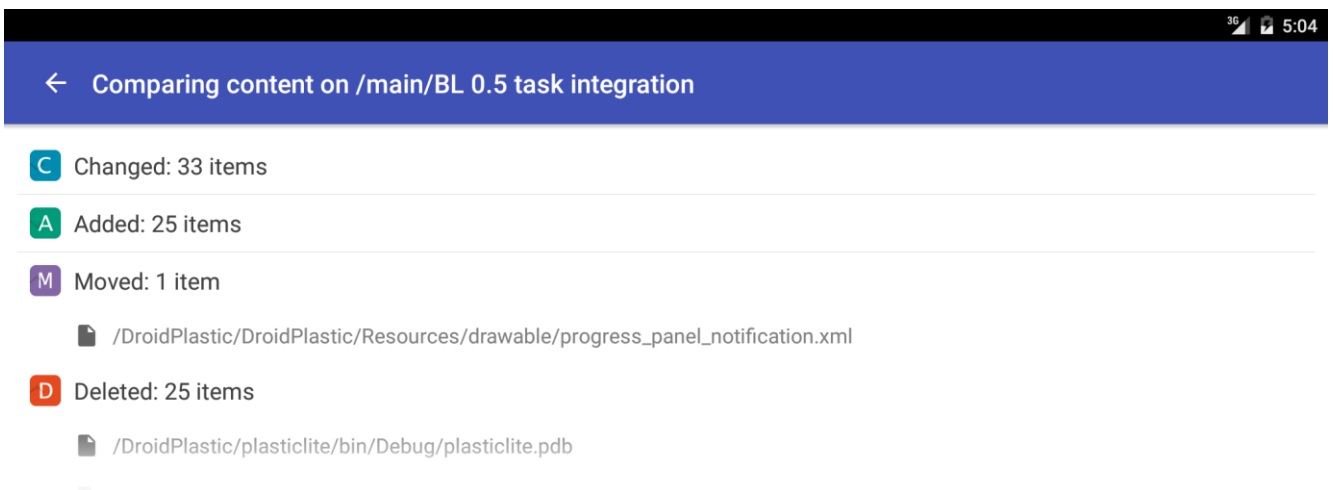 3G 5:04
Comparing content on /main/BL 0.5 task integration
C Changed: 33 items
A Added: 25 items
M Moved: 1 item
/DroidPlastic/DroidPlastic/Resources/drawable/progress_panel_notification.xml
D Deleted: 25 items
/DroidPlastic/plasticlite/bin/Debug/plasticlite.pdb